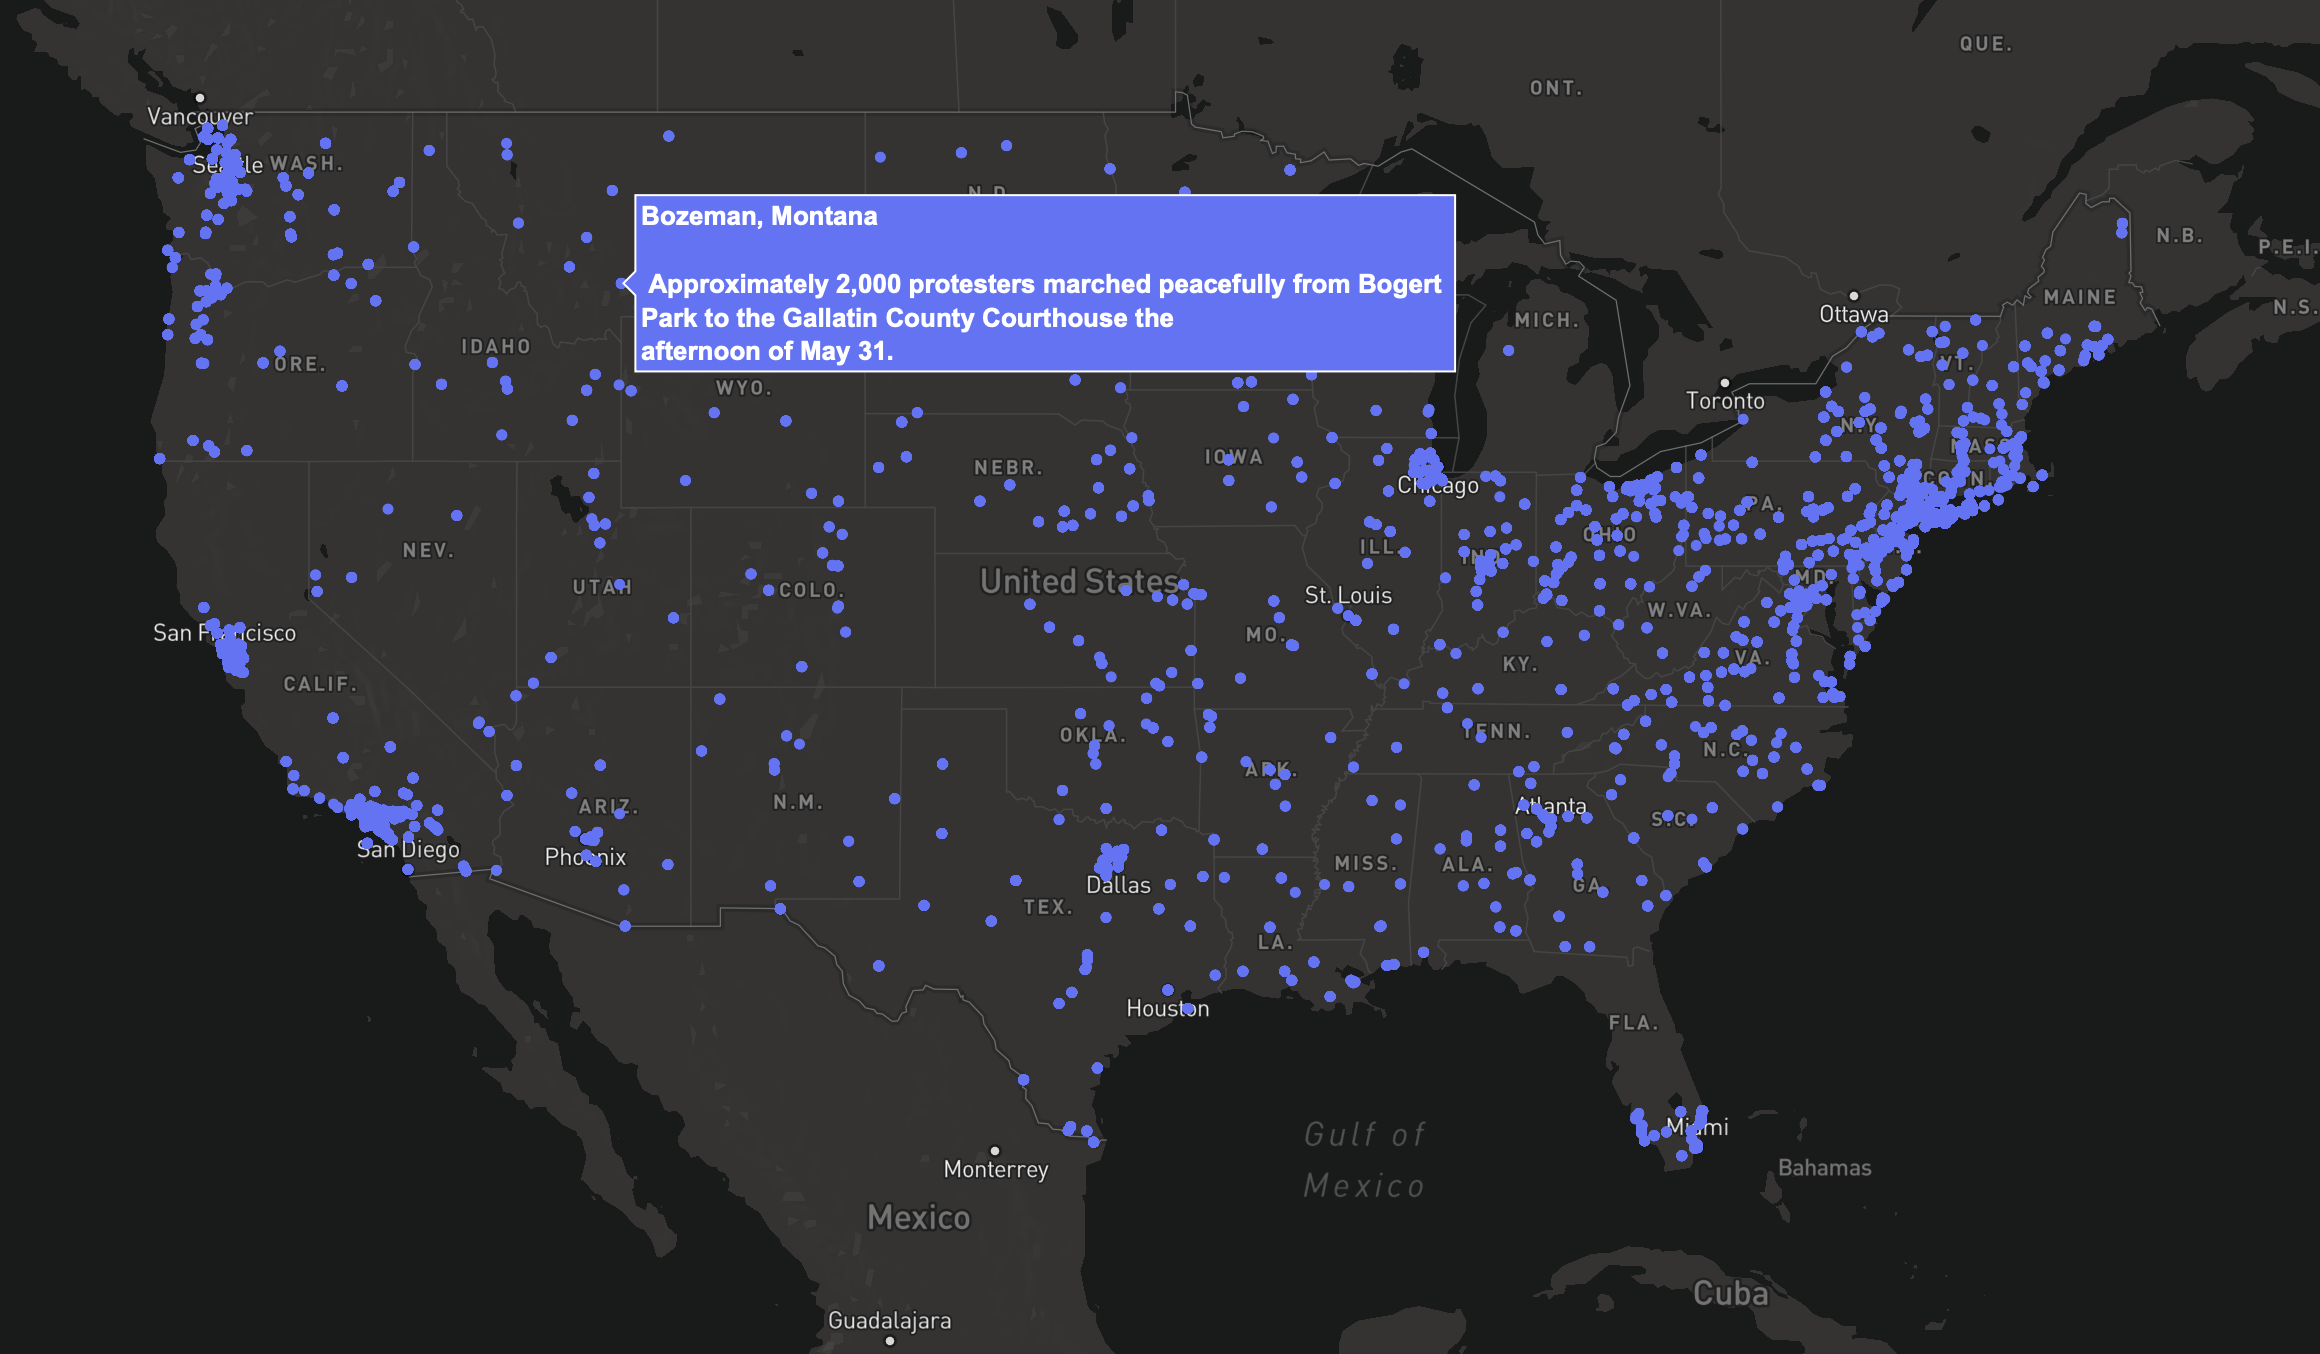 QUE.
ONT.
Vancouver
Seattle
WASH.
N.D.
Bozeman, Montana
Approximately 2,000 protesters marched peacefully from Bogert
Park to the Gallatin County Courthouse the
afternoon of May 31.
N.B.
P.E.I.
MAINE
N.S.
Ottawa
MICH.
IDAHO
ORE.
VT.
WYO.
Toronto
N.Y.
MASS.
IOWA
NEBR.
CONN.
Chicago
PA.
OHIO
NEV.
ILL.
IND.
United States
UTAH
COLO.
MD.
St. Louis
W.VA.
San Francisco
MO.
VA.
KY.
CALIF.
OKLA.
TENN.
N.C.
ARK.
ARIZ.
N.M.
Atlanta
S.C.
San Diego
Phoenix
MISS.
ALA.
Dallas
GA.
TEX.
LA.
Houston
FLA.
Miami
Gulf of
Mexico
Monterrey
Bahamas
Mexico
Cuba
Guadalajara